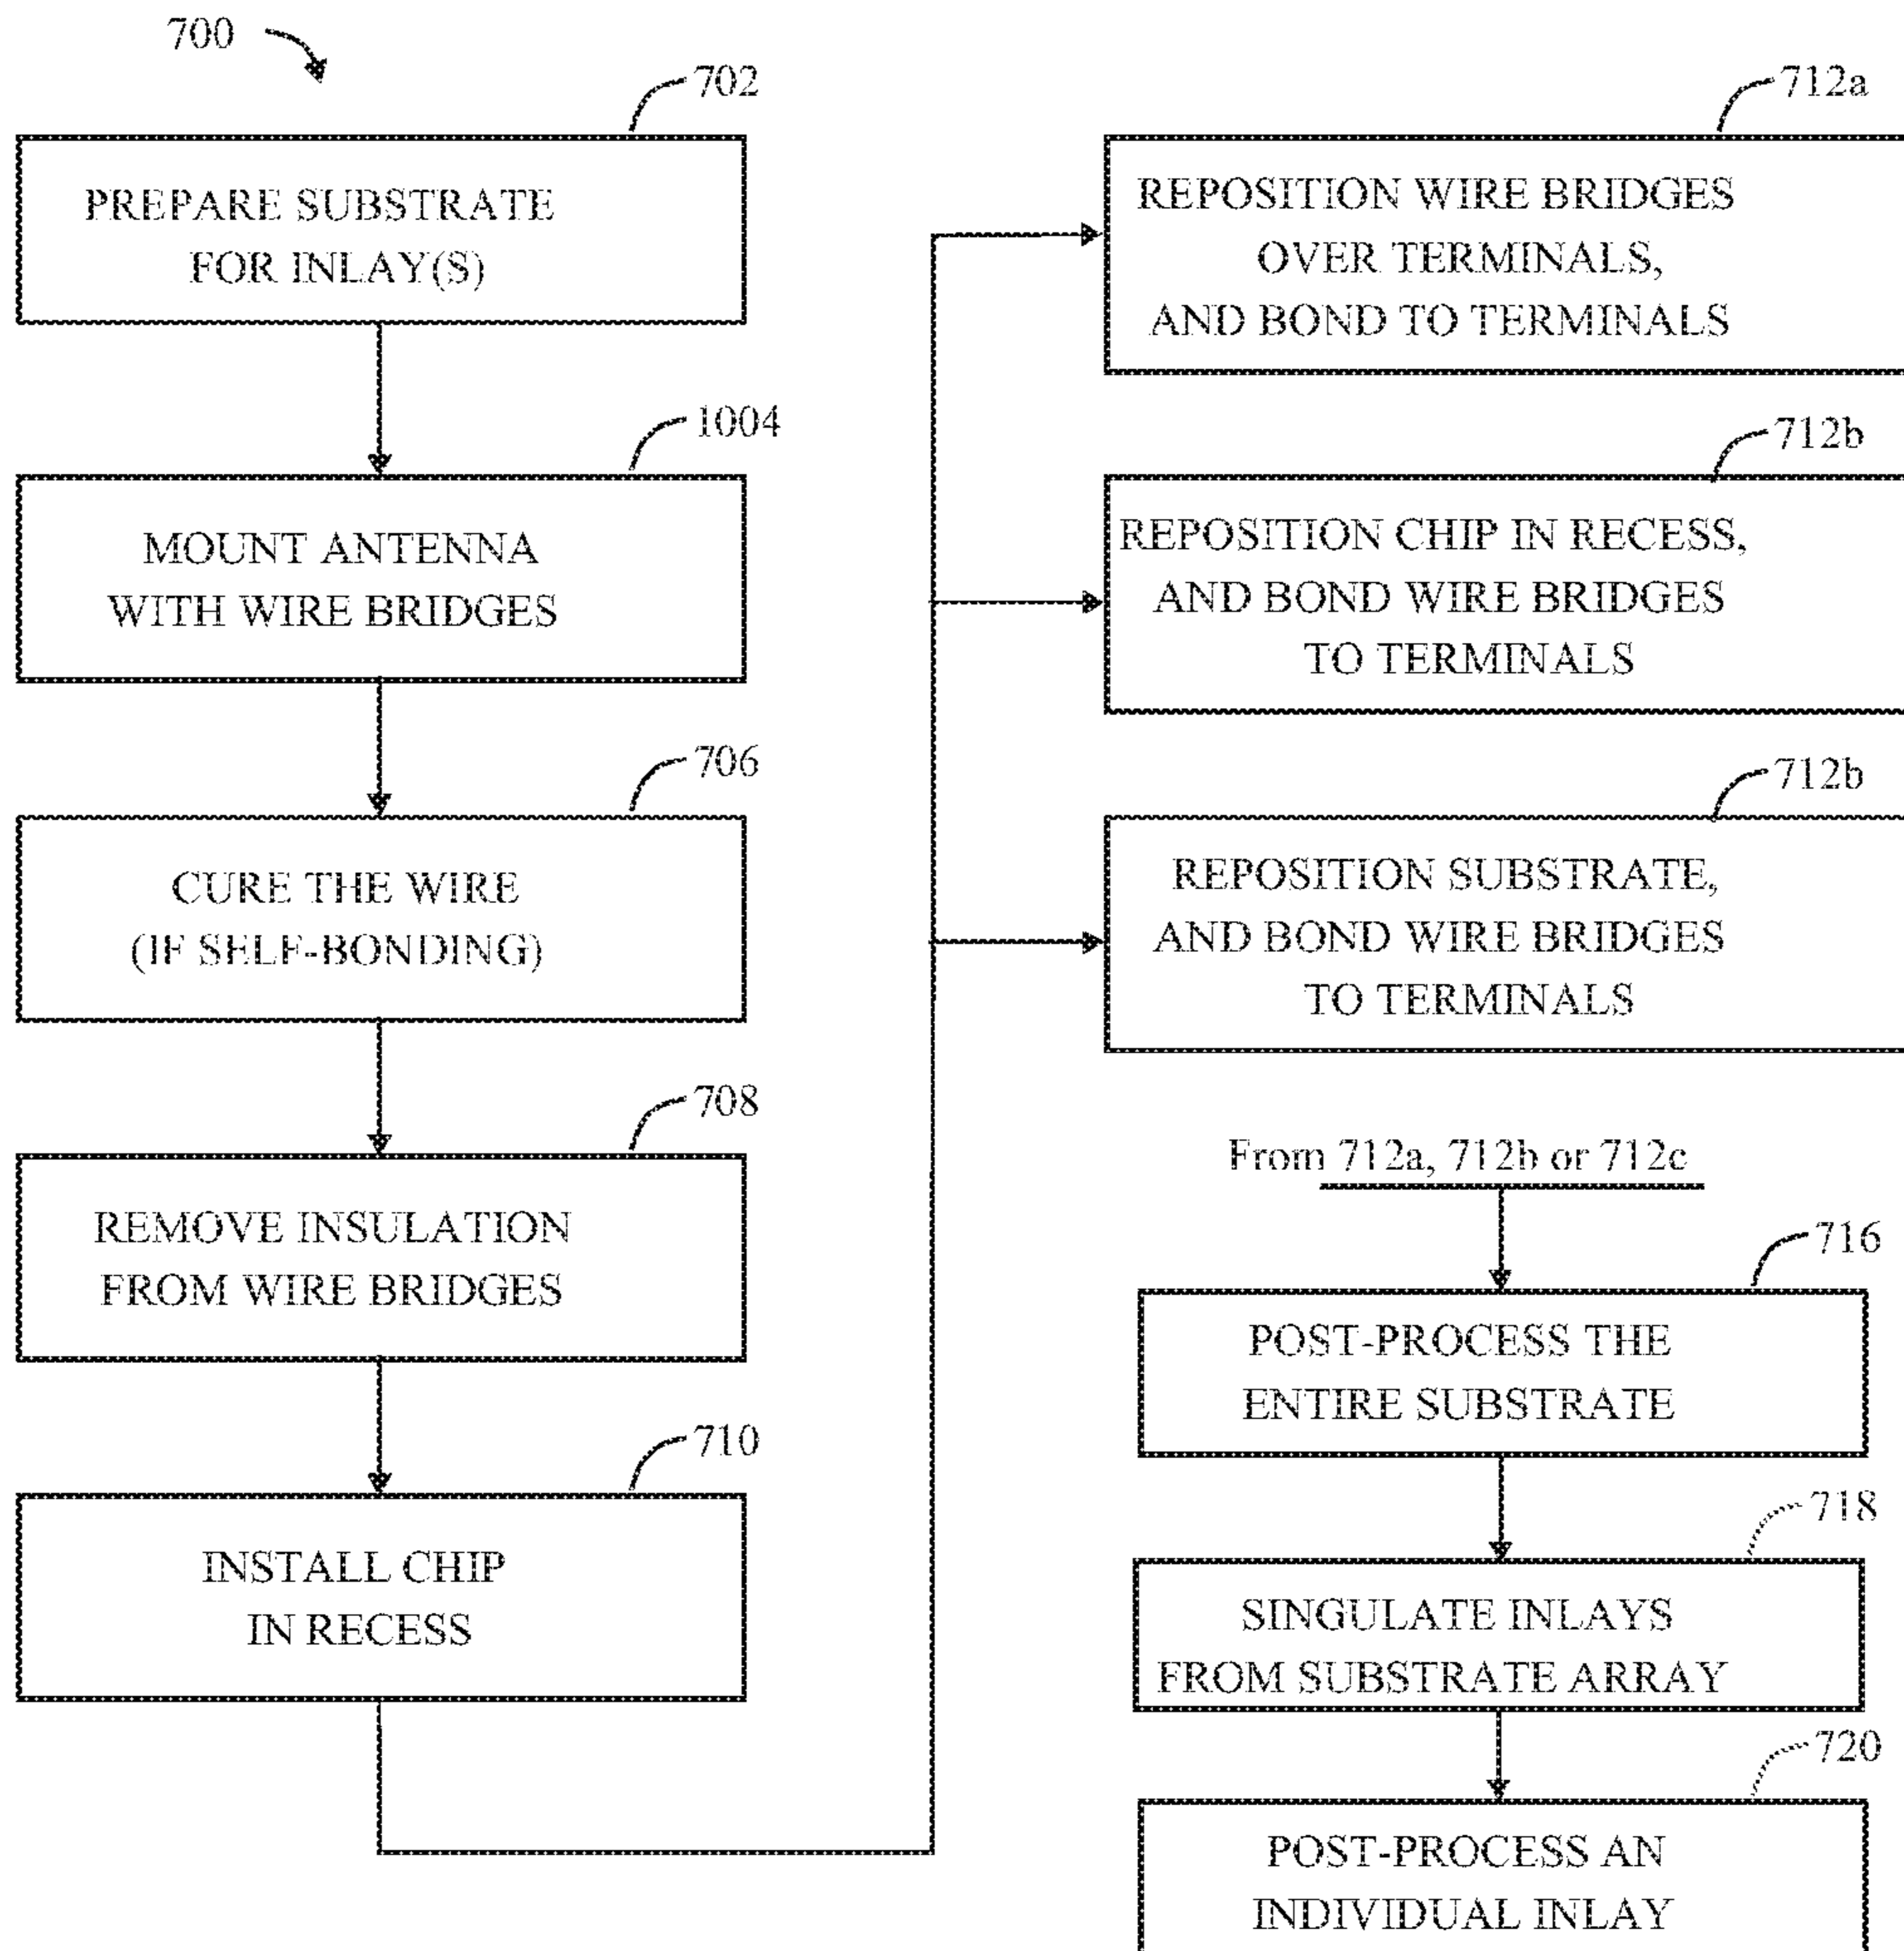 700
702
PREPARE SUBSTRATE
FOR INLAY(S)
1004
MOUNT ANTENNA
WITH WIRE BRIDGES
706
CURE THE WIRE
(IF SELF-BONDING)
708
REMOVE INSULATION
FROM WIRE BRIDGES
710
INSTALL CHIP
IN RECESS
712a
REPOSITION WIRE BRIDGES
OVER TERMINALS,
AND BOND TO TERMINALS
712b
REPOSITION CHIP IN RECESS,
AND BOND WIRE BRIDGES
TO TERMINALS
712b
REPOSITION SUBSTRATE,
AND BOND WIRE BRIDGES
TO TERMINALS
From 712a, 712b or 712c
716
POST-PROCESS THE
ENTIRE SUBSTRATE
718
SINGULATE INLAYS
FROM SUBSTRATE ARRAY
720
POST-PROCESS AN
INDIVIDUAL INLAY